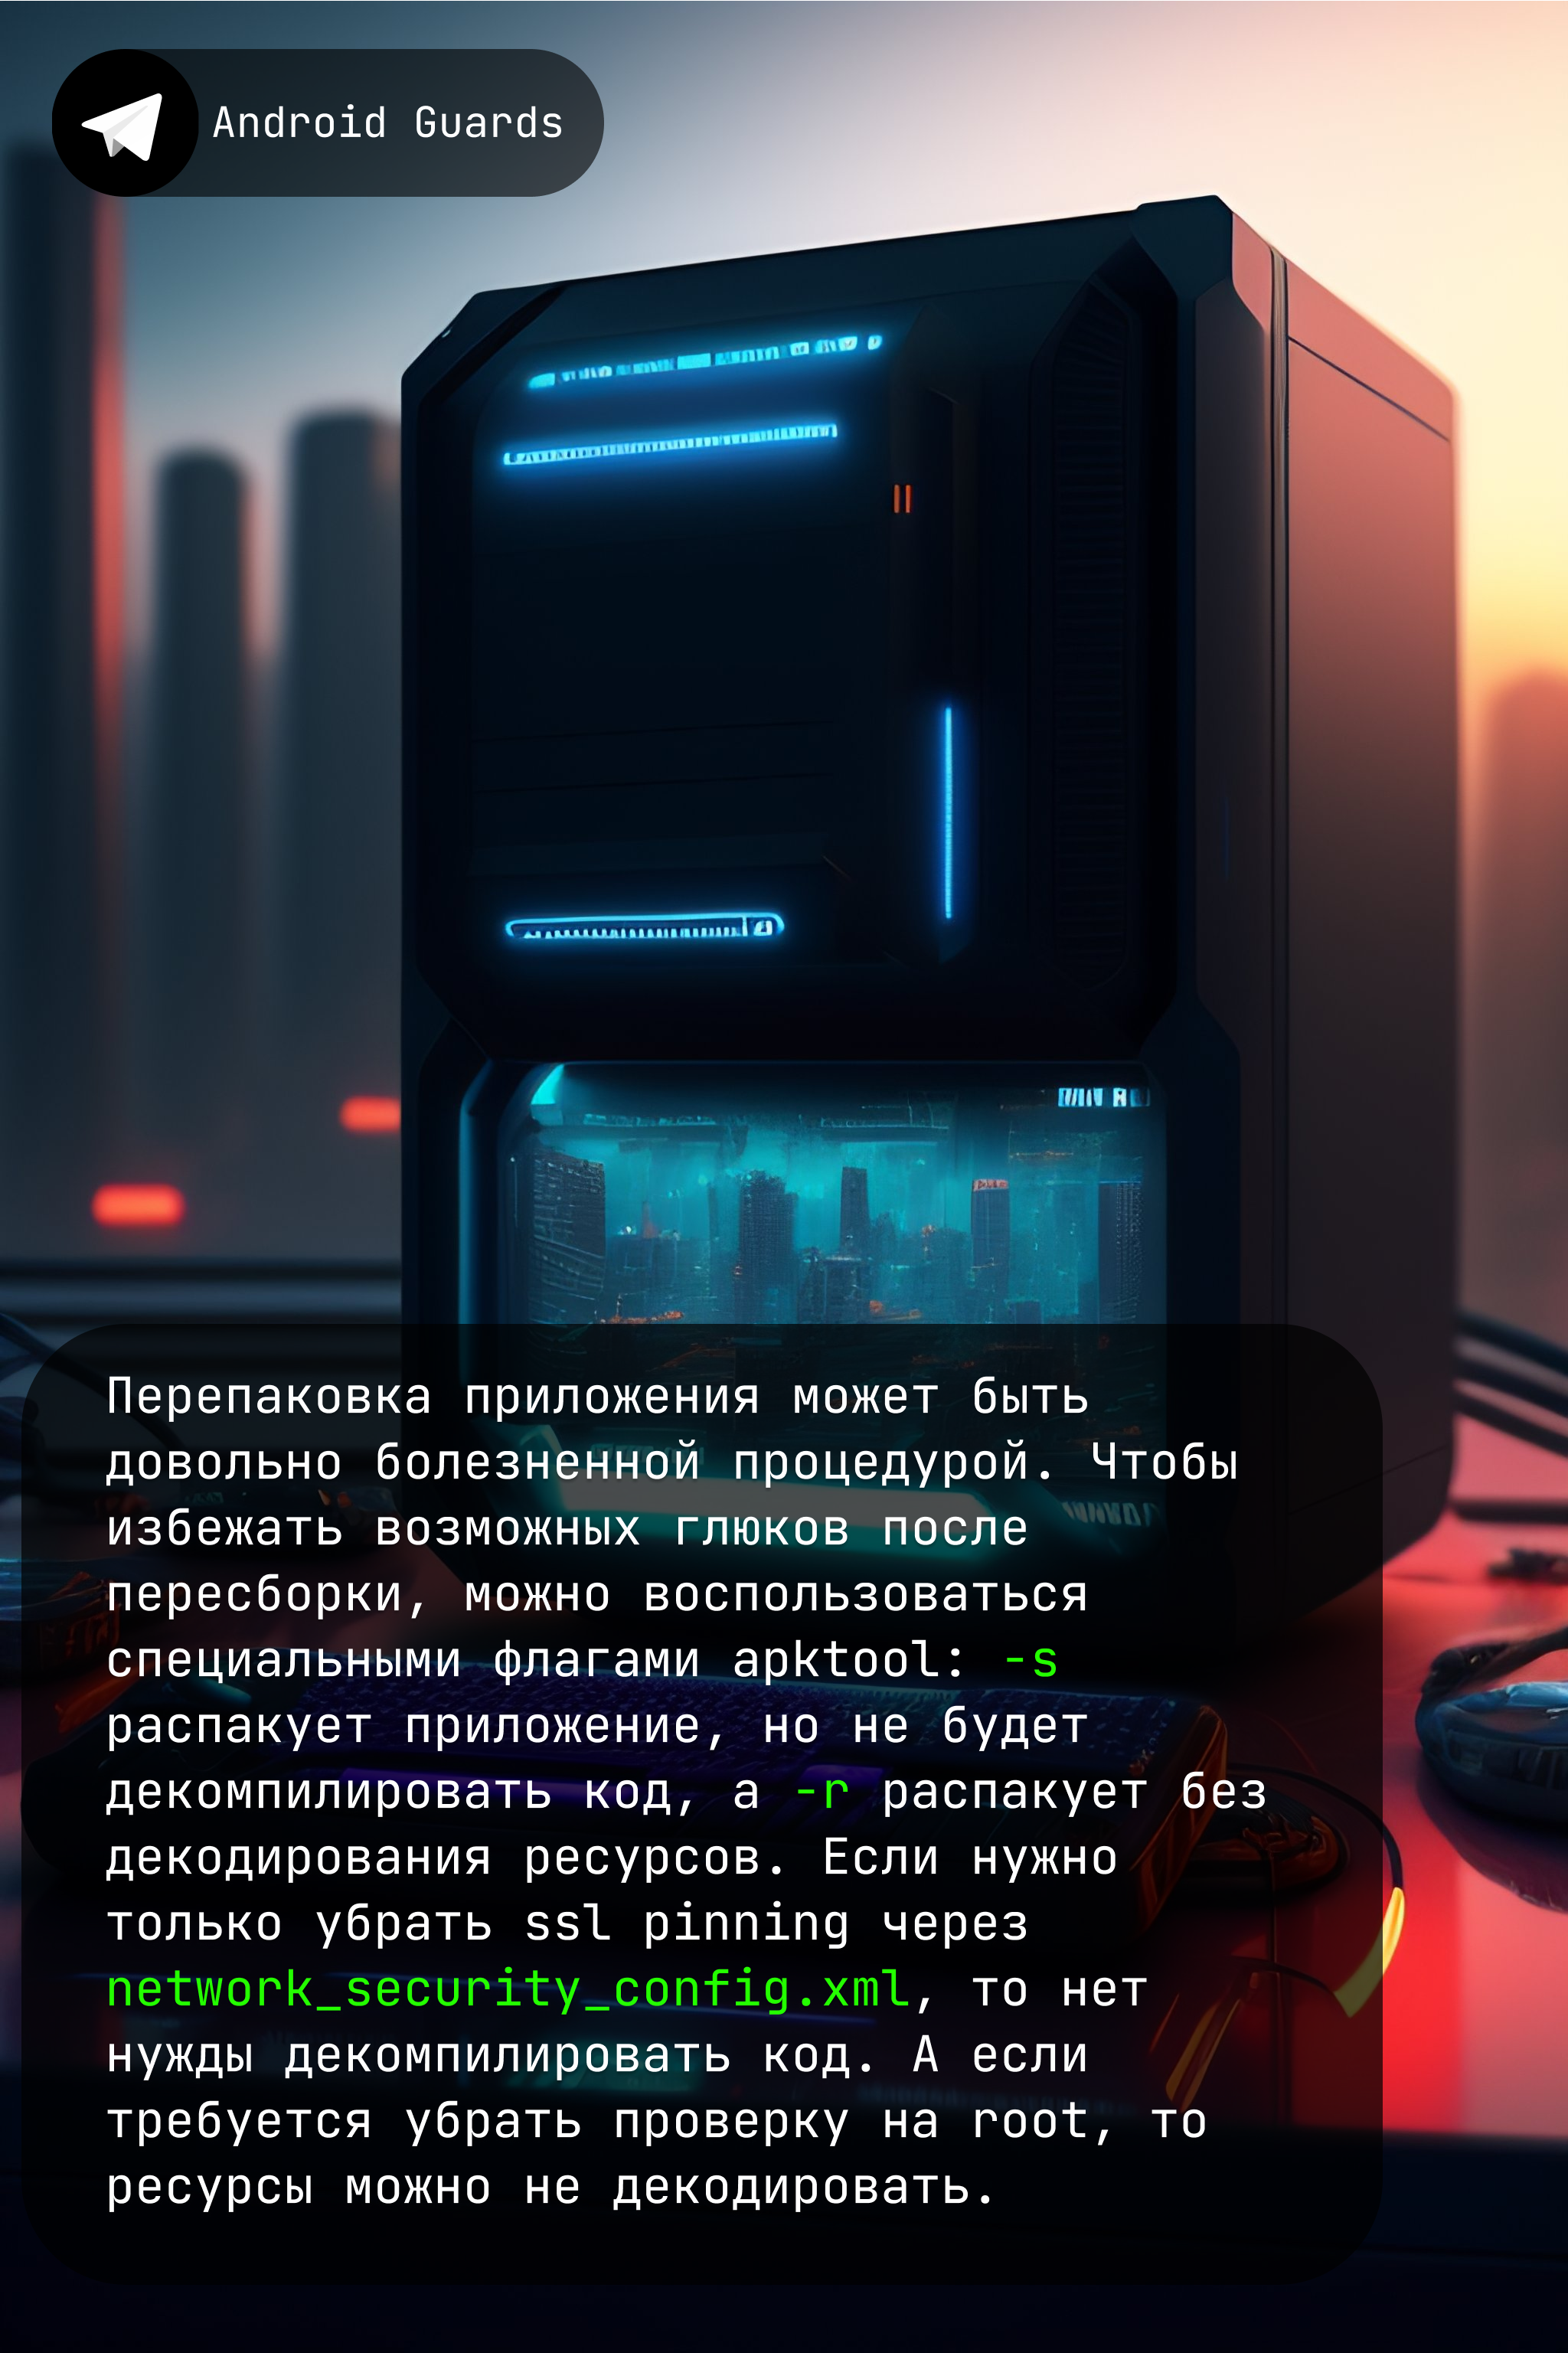 Android Guards
Перепаковка приложения может быть
довольно болезненной процедурой. Чтобы
избежать возможных глюков после
пересборки, можно воспользоваться
специальными флагами apktool: -s
распакует приложение, но не будет
декомпилировать код, а -r распакует без
декодирования ресурсов. Если нужно
только убрать ssl pinning через
network_security_config.xml, то нет
нужды декомпилировать код. А если
требуется убрать проверку на root, то
ресурсы можно не декодировать.